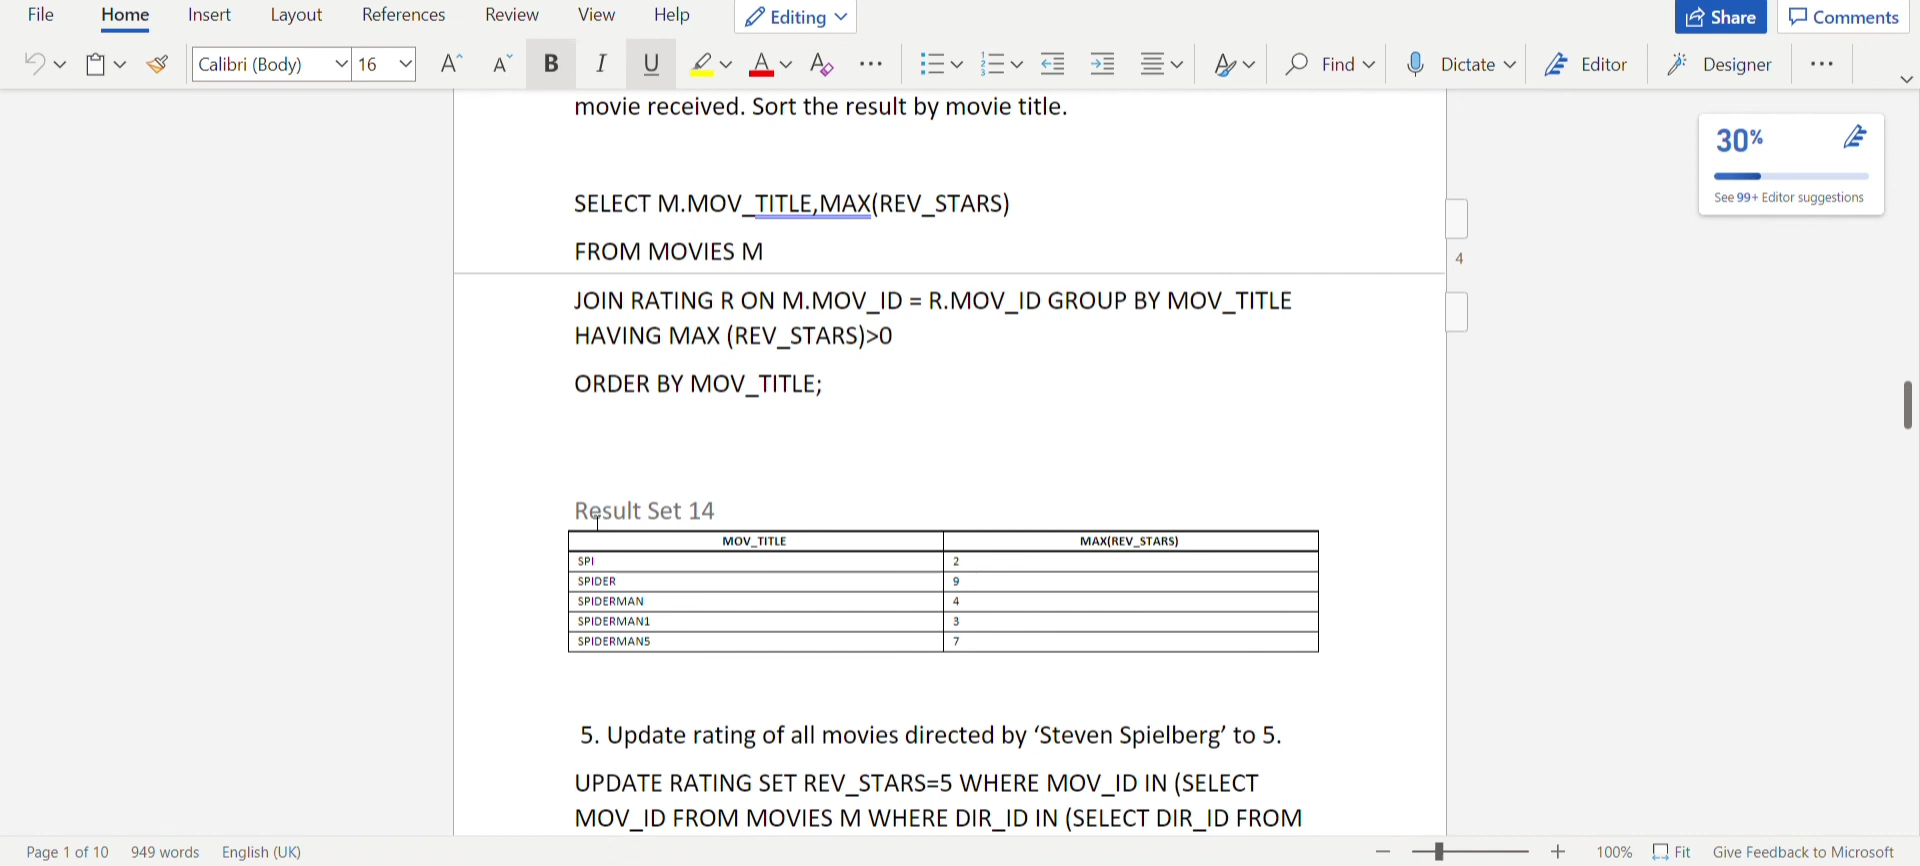 File Home Insert Layout References Review View Help Editing Share Comments
Calibri (Body) 16 A A B I U A A Find Dictate Editor Designer
movie received. Sort the result by movie title.
30%
See 99+ Editor suggestions
SELECT M.MOV_TITLE,MAX(REV_STARS)
FROM MOVIES M
4
JOIN RATING R ON M.MOV_ID = R.MOV_ID GROUP BY MOV_TITLE
HAVING MAX (REV_STARS)>0
ORDER BY MOV_TITLE;
Result Set 14
MOV_TITLE MAX(REV_STARS)
SPI 2
SPIDER 9
SPIDERMAN 4
SPIDERMAN1 3
SPIDERMAN5 7
5. Update rating of all movies directed by ‘Steven Spielberg’ to 5.
UPDATE RATING SET REV_STARS=5 WHERE MOV_ID IN (SELECT
MOV_ID FROM MOVIES M WHERE DIR_ID IN (SELECT DIR_ID FROM
Page 1 of 10 949 words English (UK) 100% Fit Give Feedback to Microsoft